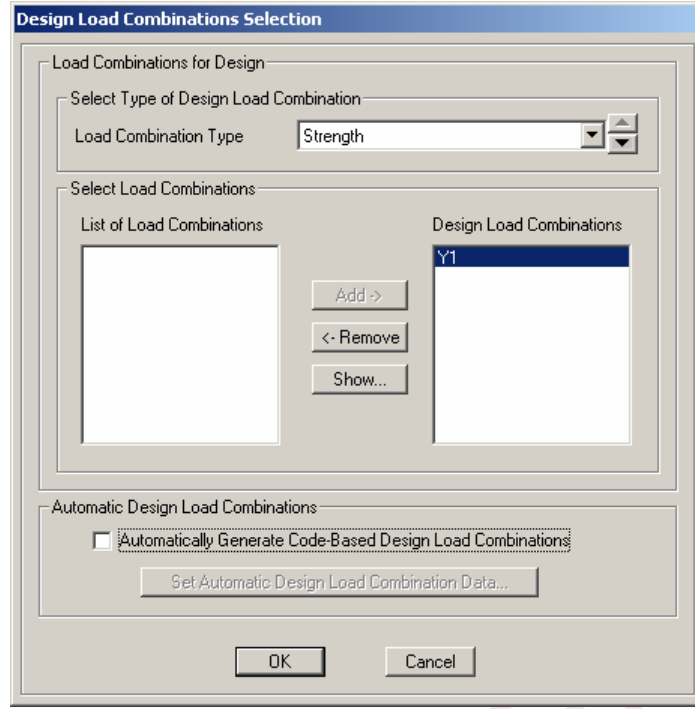 Design Load Combinations Selection
Load Combinations for Design
Select Type of Design Load Combination
Load Combination Type
Strength
Select Load Combinations
List of Load Combinations
Design Load Combinations
Y1
Add ->
<- Remove
Show...
Automatic Design Load Combinations
Automatically Generate Code-Based Design Load Combinations
Set Automatic Design Load Combination Data...
OK
Cancel